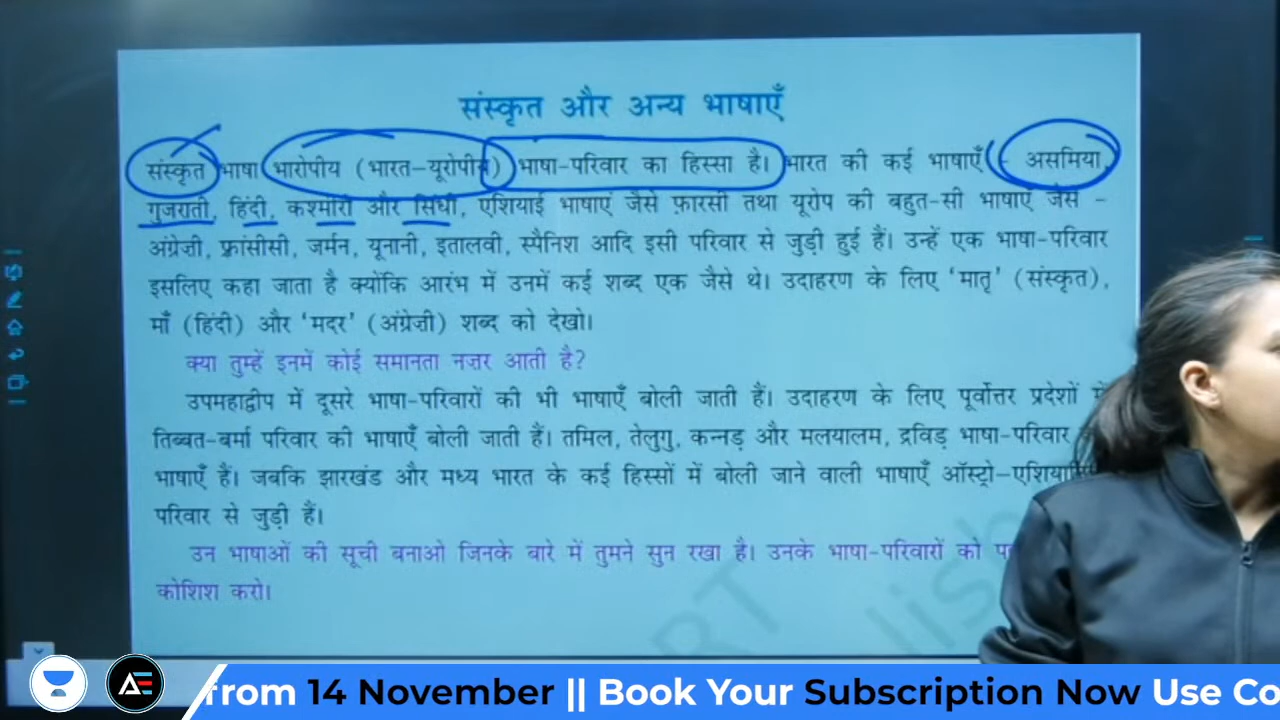 संस्कृत और अन्य भाषाएँ
संस्कृत भाषा भारोपीय (भारत–यूरोपीय) भाषा-परिवार का हिस्सा है। भारत की कई भाषाएँ - असमिया,
गुजराती, हिंदी, कश्मीरी और सिंधी, एशियाई भाषाएं जैसे फ़ारसी तथा यूरोप की बहुत-सी भाषाएँ जैसे –
अंग्रेज़ी, फ़्रांसीसी, जर्मन, यूनानी, इतालवी, स्पैनिश आदि इसी परिवार से जुड़ी हुई हैं। उन्हें एक भाषा-परिवार
इसलिए कहा जाता है क्योंकि आरंभ में उनमें कई शब्द एक जैसे थे। उदाहरण के लिए ‘मातृ’ (संस्कृत),
माँ (हिंदी) और ‘मदर’ (अंग्रेज़ी) शब्द को देखो।
क्या तुम्हें इनमें कोई समानता नज़र आती है?
उपमहाद्वीप में दूसरे भाषा-परिवारों की भी भाषाएँ बोली जाती हैं। उदाहरण के लिए पूर्वोत्तर प्रदेशों में
तिब्बत-बर्मा परिवार की भाषाएँ बोली जाती हैं। तमिल, तेलुगु, कन्नड़ और मलयालम, द्रविड़ भाषा-परिवार
भाषाएँ हैं। जबकि झारखंड और मध्य भारत के कई हिस्सों में बोली जाने वाली भाषाएँ ऑस्ट्रो–एशिया
परिवार से जुड़ी हैं।
उन भाषाओं की सूची बनाओ जिनके बारे में तुमने सुन रखा है। उनके भाषा-परिवारों को
कोशिश करो।
from 14 November || Book Your Subscription Now Use Co